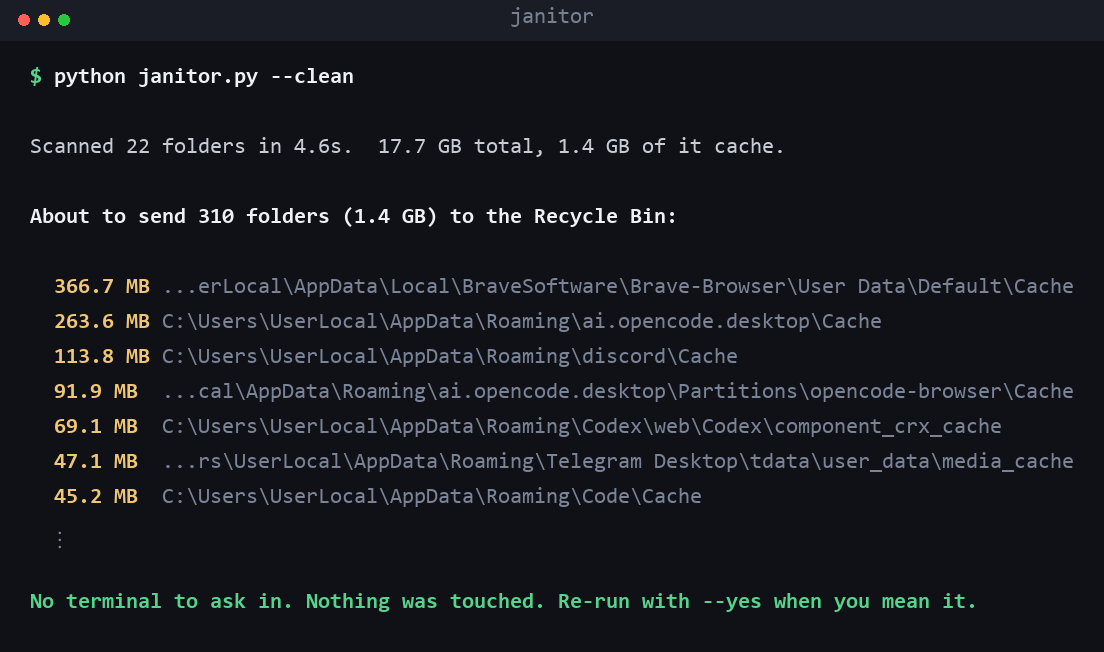 janitor
$ python janitor.py --clean
Scanned 22 folders in 4.6s.  17.7 GB total, 1.4 GB of it cache.
About to send 310 folders (1.4 GB) to the Recycle Bin:
366.7 MB ...erLocal\AppData\Local\BraveSoftware\Brave-Browser\User Data\Default\Cache
263.6 MB C:\Users\UserLocal\AppData\Roaming\ai.opencode.desktop\Cache
113.8 MB C:\Users\UserLocal\AppData\Roaming\discord\Cache
91.9 MB  ...cal\AppData\Roaming\ai.opencode.desktop\Partitions\opencode-browser\Cache
69.1 MB  C:\Users\UserLocal\AppData\Roaming\Codex\web\Codex\component_crx_cache
47.1 MB  ...rs\UserLocal\AppData\Roaming\Telegram Desktop\tdata\user_data\media_cache
45.2 MB  C:\Users\UserLocal\AppData\Roaming\Code\Cache
⋮
No terminal to ask in. Nothing was touched. Re-run with --yes when you mean it.